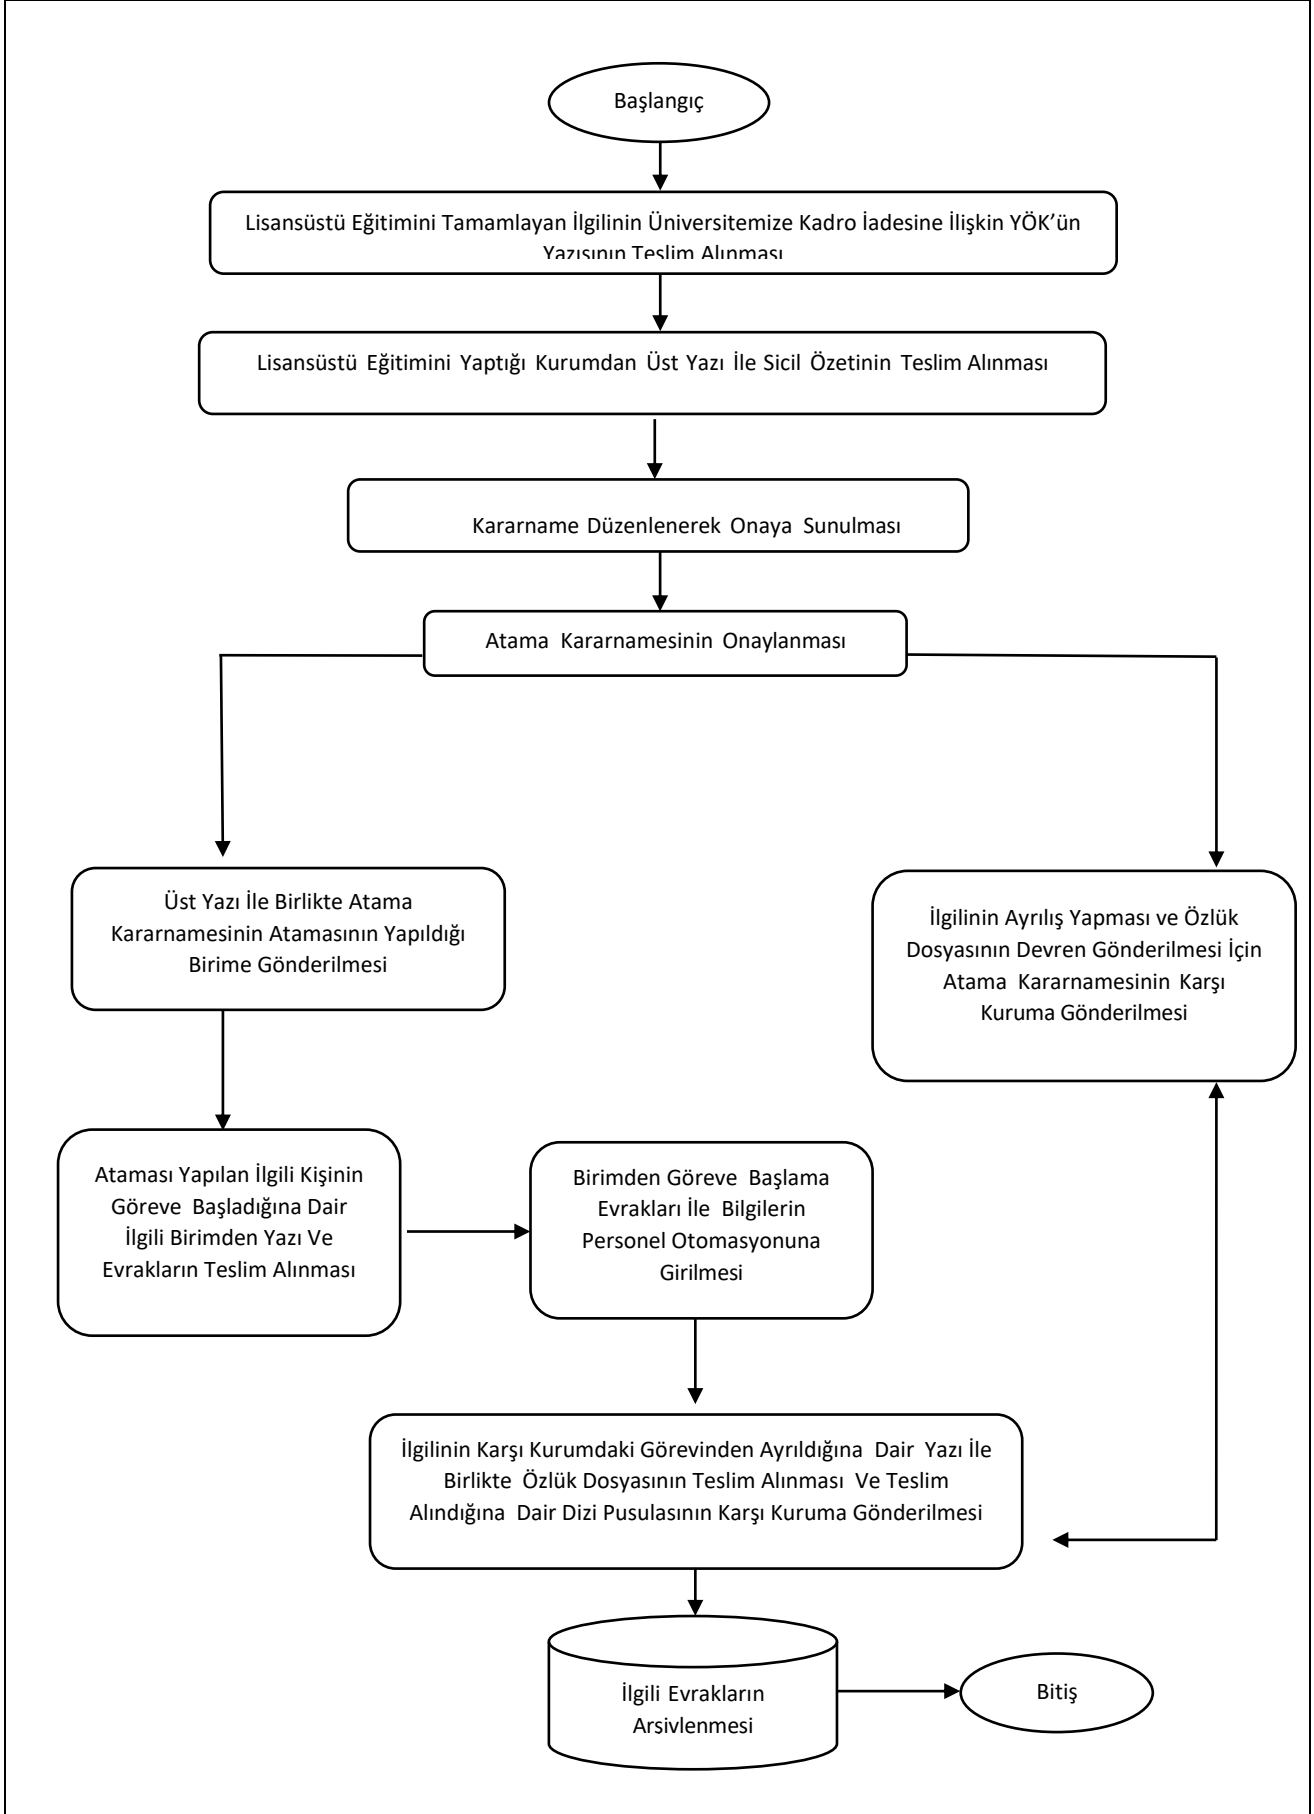 Başlangıç
Lisansüstü Eğitimini Tamamlayan İlgilinin Üniversitemize Kadro İadesine İlişkin YÖK’ün
Yazısının Teslim Alınması
Lisansüstü Eğitimini Yaptığı Kurumdan Üst Yazı İle Sicil Özetinin Teslim Alınması
Kararname Düzenlenerek Onaya Sunulması
Atama Kararnamesinin Onaylanması
Üst Yazı İle Birlikte Atama
Kararnamesinin Atamasının Yapıldığı
Birime Gönderilmesi
İlgilinin Ayrılış Yapması ve Özlük
Dosyasının Devren Gönderilmesi İçin
Atama Kararnamesinin Karşı
Kuruma Gönderilmesi
Ataması Yapılan İlgili Kişinin
Göreve Başladığına Dair
İlgili Birimden Yazı Ve
Evrakların Teslim Alınması
Birimden Göreve Başlama
Evrakları İle Bilgilerin
Personel Otomasyonuna
Girilmesi
İlgilinin Karşı Kurumdaki Görevinden Ayrıldığına Dair Yazı İle
Birlikte Özlük Dosyasının Teslim Alınması Ve Teslim
Alındığına Dair Dizi Pusulasının Karşı Kuruma Gönderilmesi
İlgili Evrakların
Arsivlenmesi
Bitiş